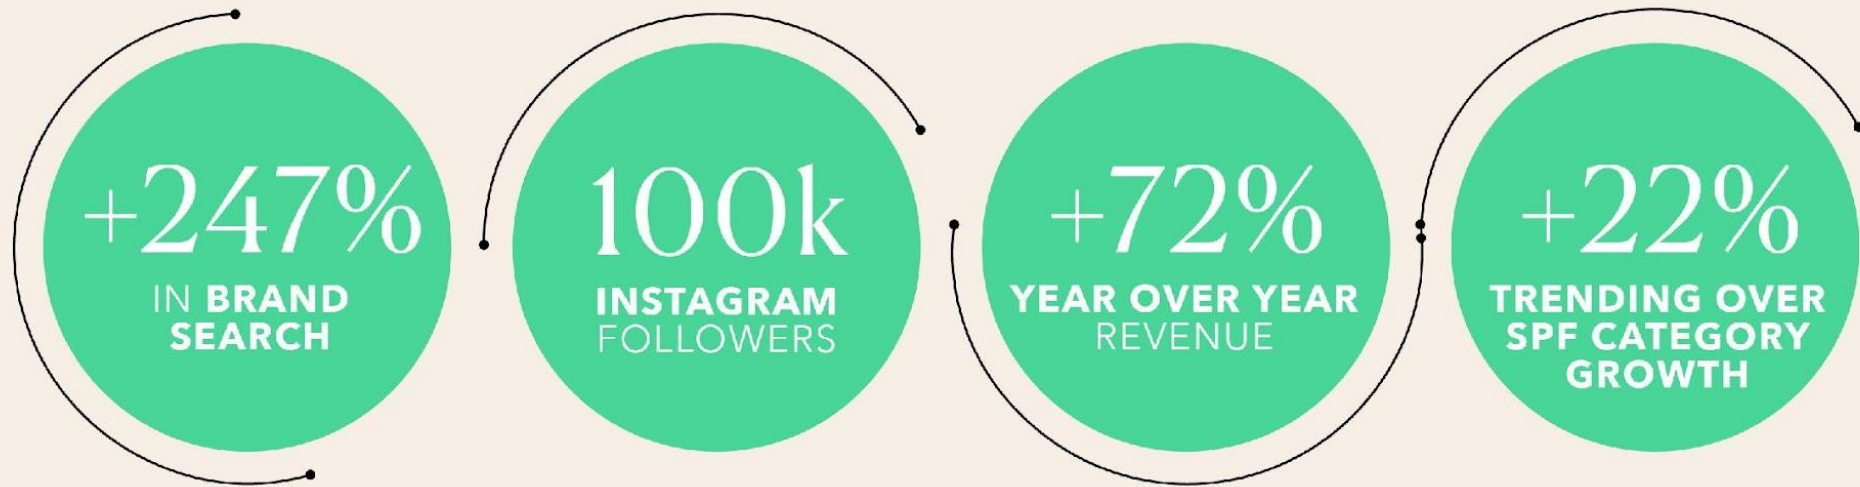 +247%
IN BRAND
SEARCH
100k
INSTAGRAM
FOLLOWERS
+72%
YEAR OVER YEAR
REVENUE
+22%
TRENDING OVER
SPF CATEGORY
GROWTH